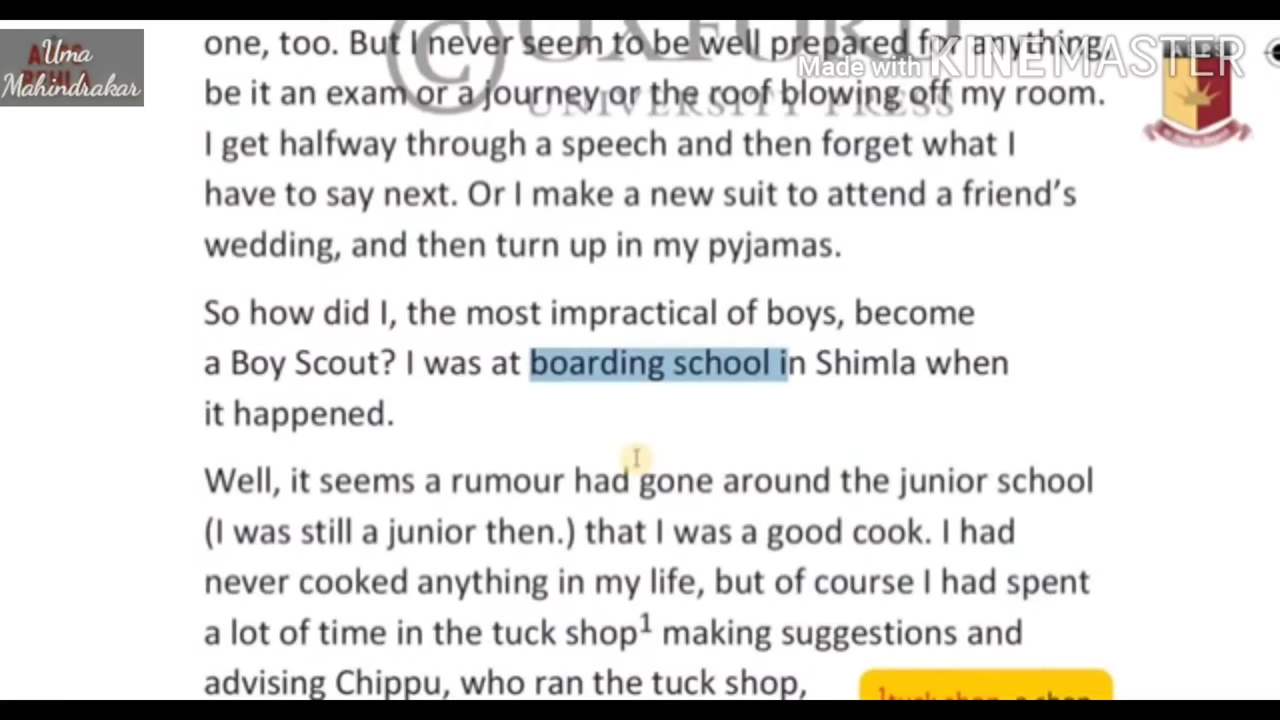 Uma
Mahindrakar
Made with KINEMASTER
one, too. But I never seem to be well prepared for anything,
be it an exam or a journey or the roof blowing off my room.
UNIVERSITY PRESS
I get halfway through a speech and then forget what I
have to say next. Or I make a new suit to attend a friend's
wedding, and then turn up in my pyjamas.
So how did I, the most impractical of boys, become
a Boy Scout? I was at boarding school in Shimla when
it happened.
Well, it seems a rumour had gone around the junior school
(I was still a junior then.) that I was a good cook. I had
never cooked anything in my life, but of course I had spent
a lot of time in the tuck shop¹ making suggestions and
advising Chippu, who ran the tuck shop,
¹tuck shop a shop